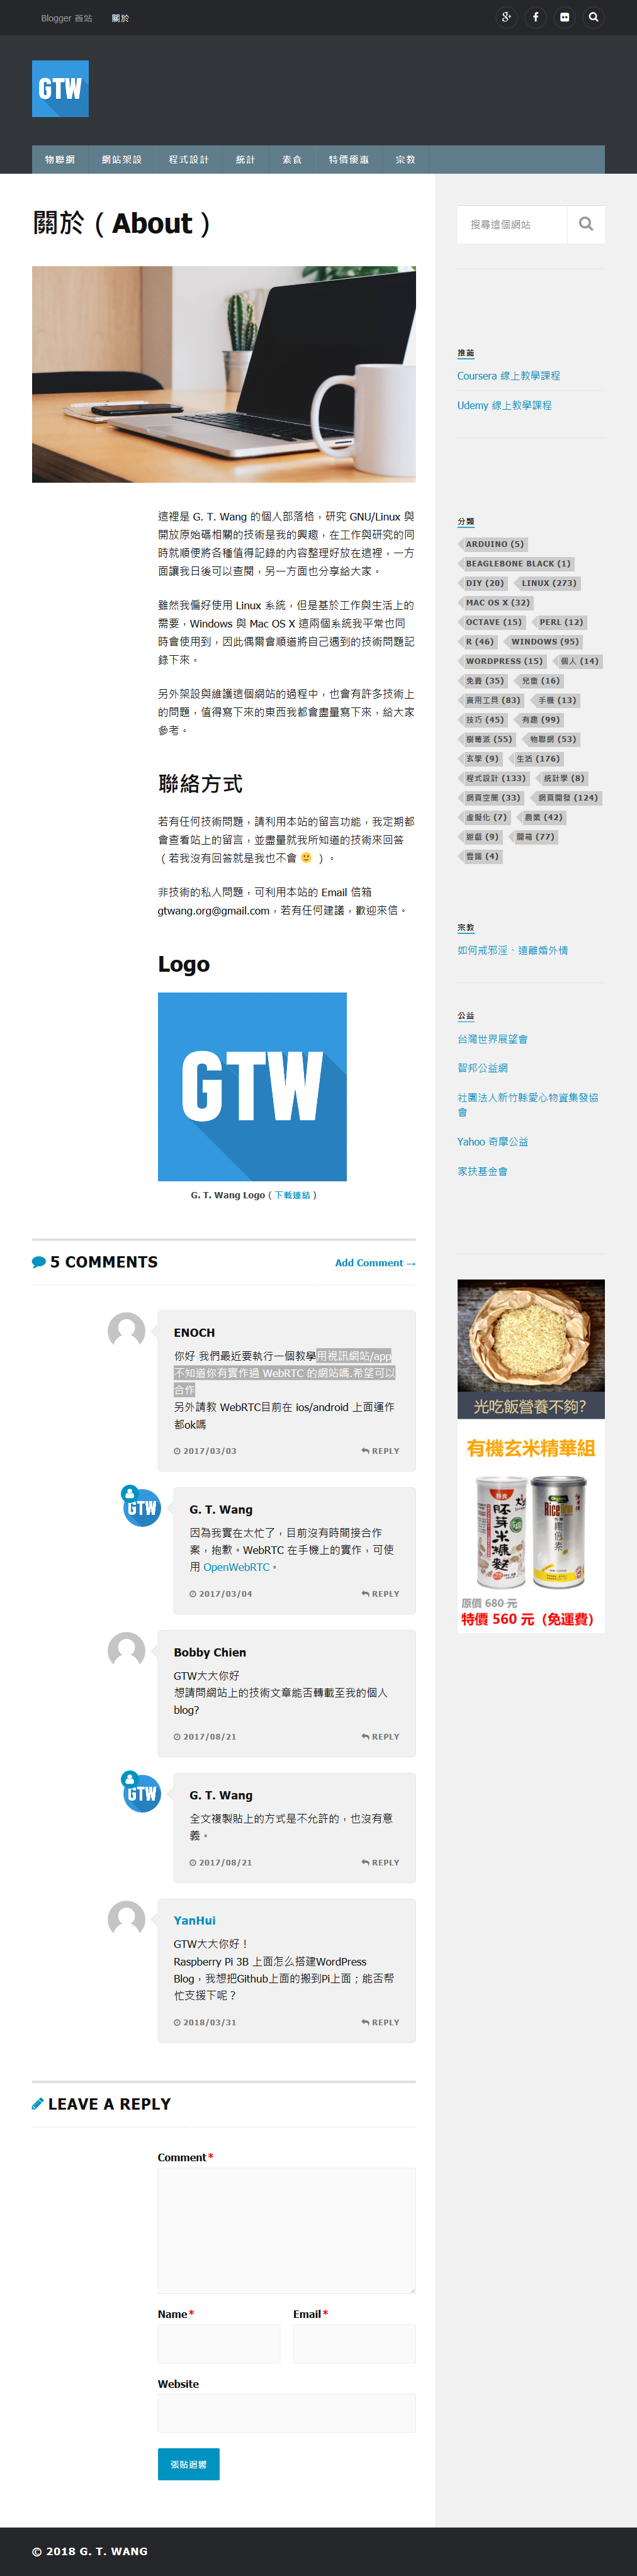 Blogger 首站 關於
GTW
物聯網 網站架設 程式設計 統計 素食 特價優惠 宗教
關於（About）
這裡是 G. T. Wang 的個人部落格，研究 GNU/Linux 與
開放原始碼相關的技術是我的興趣，在工作與研究的同
時就順便將各種值得記錄的內容整理好放在這裡，一方
面讓我日後可以查閱，另一方面也分享給大家。
雖然我偏好使用 Linux 系統，但是基於工作與生活上的
需要，Windows 與 Mac OS X 這兩個系統我平常也同
時會使用到，因此偶爾會順道將自己遇到的技術問題記
錄下來。
另外架設與維護這個網站的過程中，也會有許多技術上
的問題，值得寫下來的東西我都會盡量寫下來，給大家
參考。
聯絡方式
若有任何技術問題，請利用本站的留言功能，我定期都
會查看站上的留言，並盡量就我所知道的技術來回答
（若我沒有回答就是我也不會 🙂 ）。
非技術的私人問題，可利用本站的 Email 信箱
gtwang.org@gmail.com，若有任何建議，歡迎來信。
Logo
GTW
G. T. Wang Logo（下載連結）
5 COMMENTS Add Comment →
ENOCH
你好 我們最近要執行一個教學用視訊網站/app
不知道你有實作過 WebRTC 的網站嗎.希望可以
合作
另外請教 WebRTC目前在 ios/android 上面運作
都ok嗎
2017/03/03 REPLY
GTW
G. T. Wang
因為我實在太忙了，目前沒有時間接合作
案，抱歉。WebRTC 在手機上的實作，可使
用 OpenWebRTC。
2017/03/04 REPLY
Bobby Chien
GTW大大你好
想請問網站上的技術文章能否轉載至我的個人
blog?
2017/08/21 REPLY
GTW
G. T. Wang
全文複製貼上的方式是不允許的，也沒有意
義。
2017/08/21 REPLY
YanHui
GTW大大你好！
Raspberry Pi 3B 上面怎么搭建WordPress
Blog，我想把Github上面的搬到Pi上面；能否帮
忙支援下呢？
2018/03/31 REPLY
LEAVE A REPLY
Comment*
Name* Email*
Website
張貼迴響
搜尋這個網站
推薦
Coursera 線上教學課程
Udemy 線上教學課程
分類
ARDUINO (5)
BEAGLEBONE BLACK (1)
DIY (20) LINUX (273)
MAC OS X (32)
OCTAVE (15) PERL (12)
R (46) WINDOWS (95)
WORDPRESS (15) 個人 (14)
免費 (35) 兒童 (16)
實用工具 (83) 手機 (13)
技巧 (45) 有趣 (99)
樹莓派 (55) 物聯網 (53)
玄學 (9) 生活 (176)
程式設計 (133) 統計學 (8)
網頁空間 (33) 網頁開發 (124)
虛擬化 (7) 農業 (42)
遊戲 (9) 開箱 (77)
雲端 (4)
宗教
如何戒邪淫、遠離婚外情
公益
台灣世界展望會
智邦公益網
社團法人新竹縣愛心物資集發協
會
Yahoo 奇摩公益
家扶基金會
光吃飯營養不夠?
有機玄米精華組
胚芽米糠麩
Rice
原價 680 元
特價 560 元（免運費）
© 2018 G. T. WANG